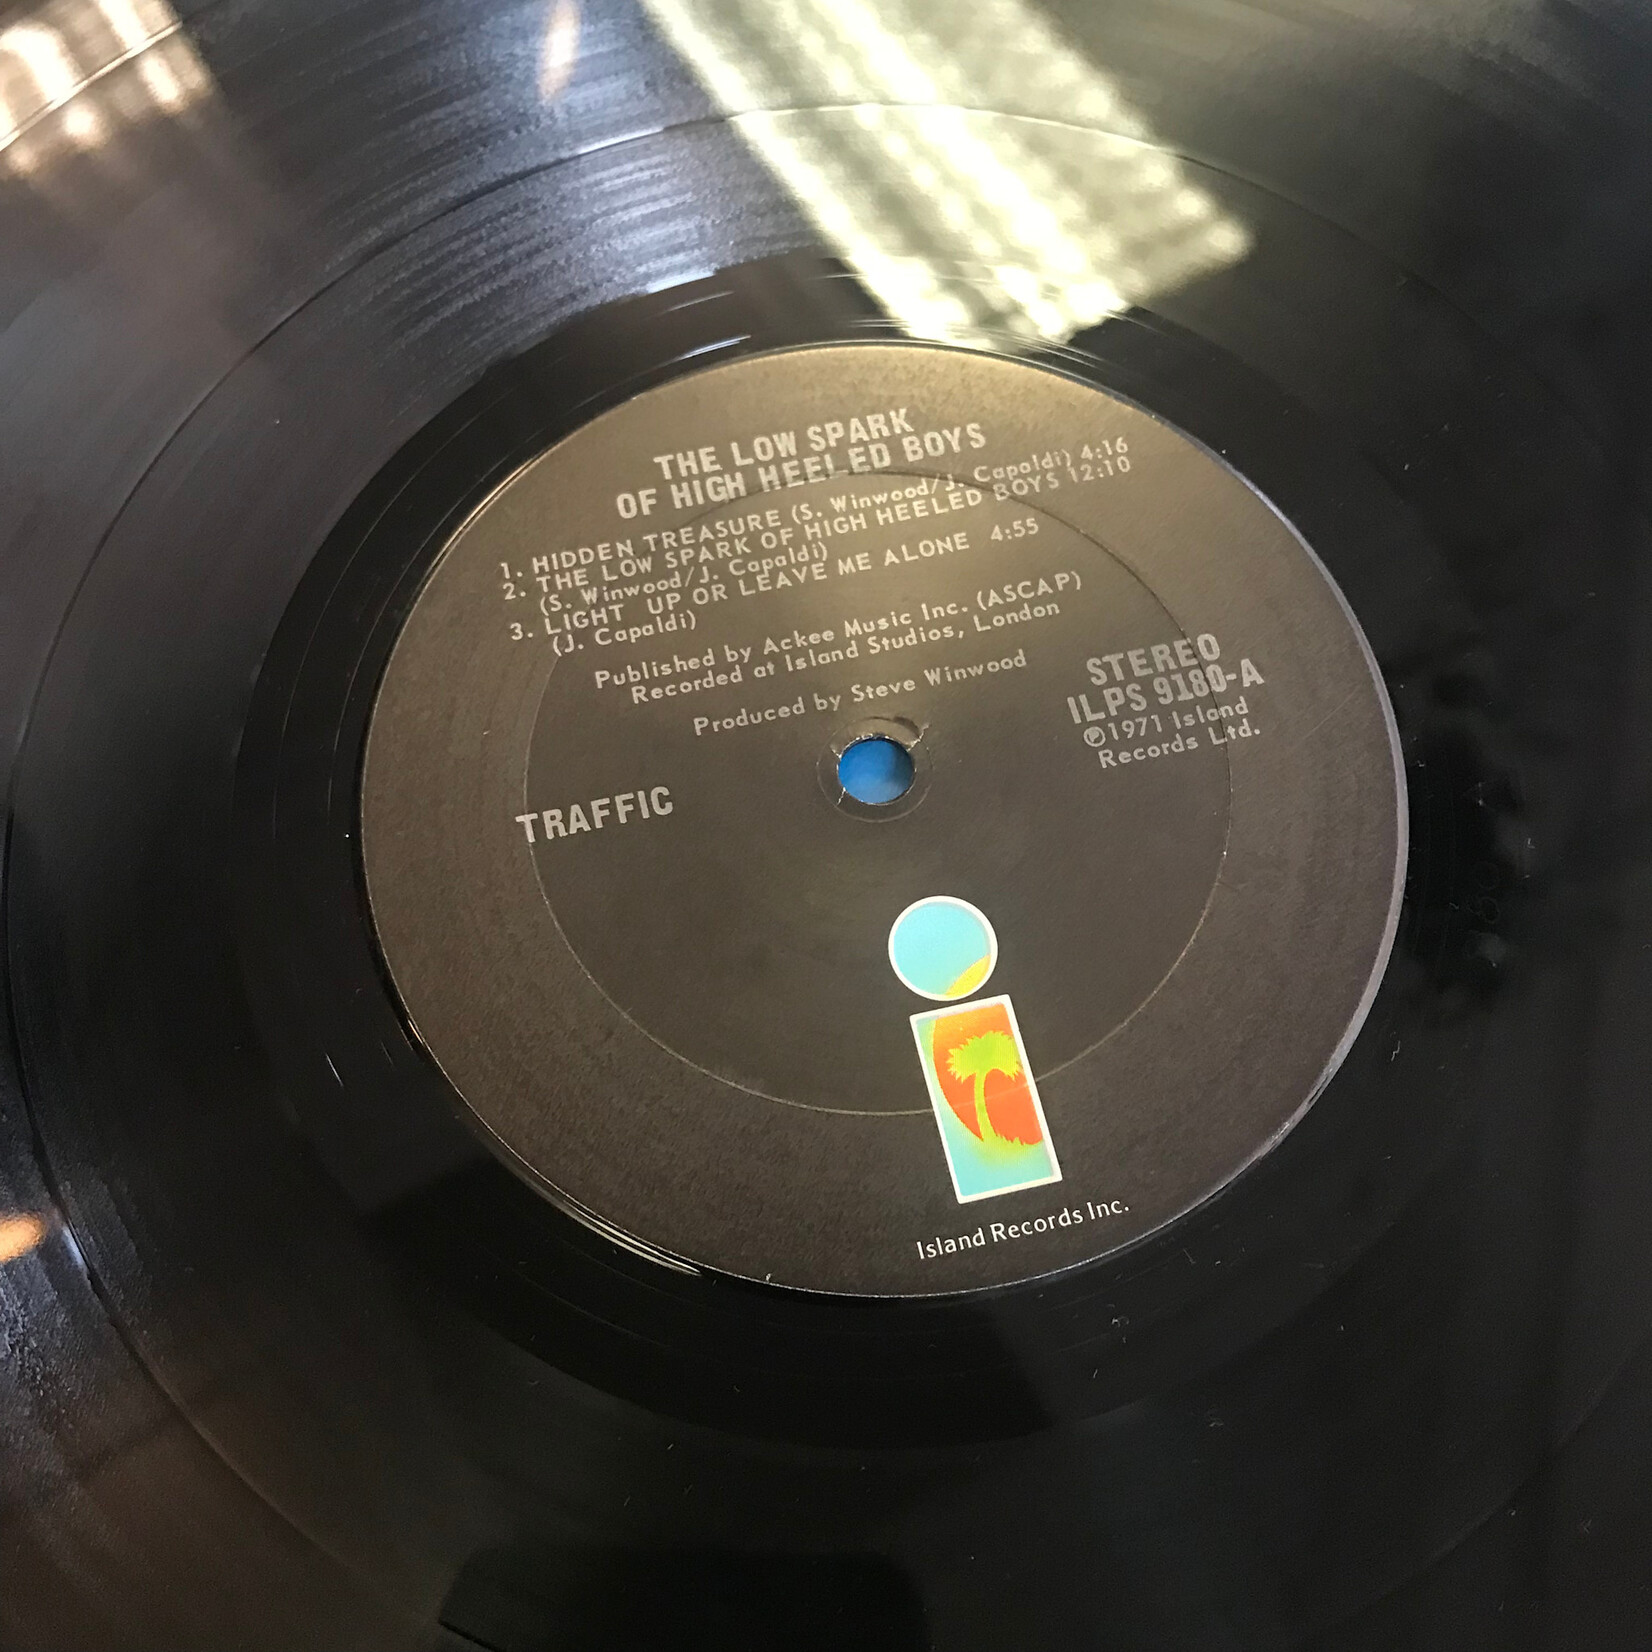 THE LOW SPARK
OF HIGH HEELED BOYS
1. HIDDEN TREASURE (S. Winwood/J. Capaldi) 4:16
2. THE LOW SPARK OF HIGH HEELED BOYS 12:10
(S. Winwood/J. Capaldi)
3. LIGHT UP OR LEAVE ME ALONE 4:55
(J. Capaldi)
Published by Ackee Music Inc. (ASCAP)
Recorded at Island Studios, London
Produced by Steve Winwood
STEREO
ILPS 9180-A
℗1971 Island
Records Ltd.
TRAFFIC
Island Records Inc.